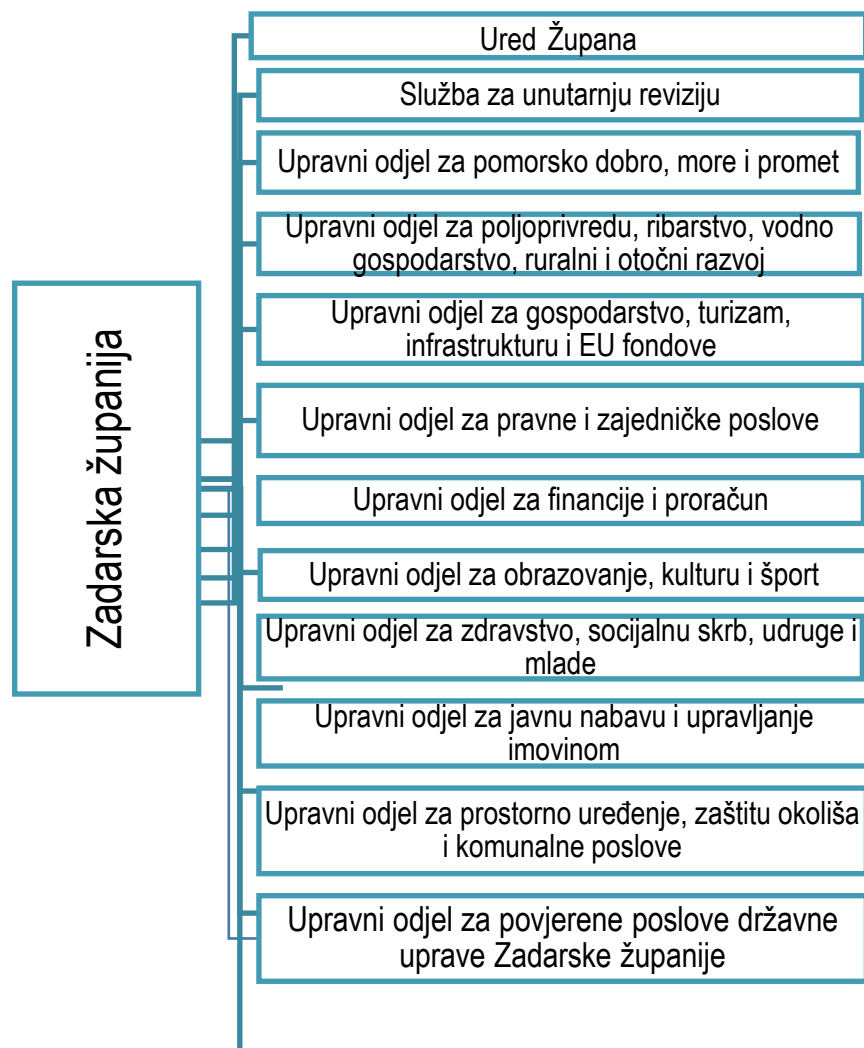 Zadarska županija
Ured Župana
Služba za unutarnju reviziju
Upravni odjel za pomorsko dobro, more i promet
Upravni odjel za poljoprivredu, ribarstvo, vodno
gospodarstvo, ruralni i otočni razvoj
Upravni odjel za gospodarstvo, turizam,
infrastrukturu i EU fondove
Upravni odjel za pravne i zajedničke poslove
Upravni odjel za financije i proračun
Upravni odjel za obrazovanje, kulturu i šport
Upravni odjel za zdravstvo, socijalnu skrb, udruge i
mlade
Upravni odjel za javnu nabavu i upravljanje
imovinom
Upravni odjel za prostorno uređenje, zaštitu okoliša
i komunalne poslove
Upravni odjel za povjerene poslove državne
uprave Zadarske županije